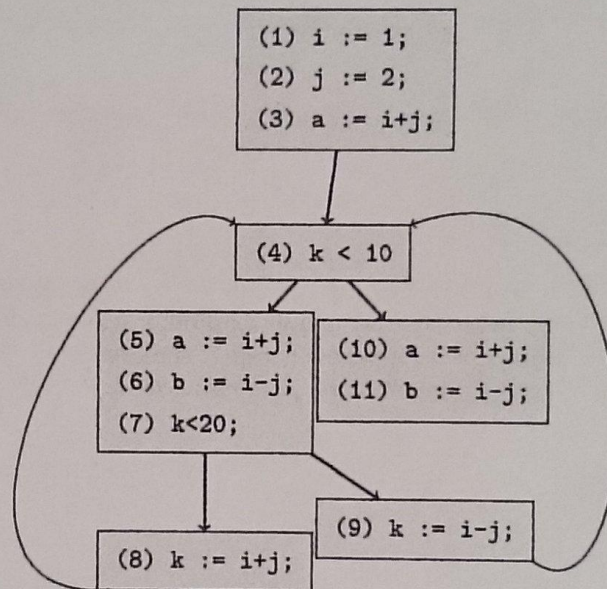 (1) i := 1;
(2) j := 2;
(3) a := i+j;
(4) k < 10
(5) a := i+j;
(6) b := i-j;
(7) k<20;
(10) a := i+j;
(11) b := i-j;
(9) k := i-j;
(8) k := i+j;